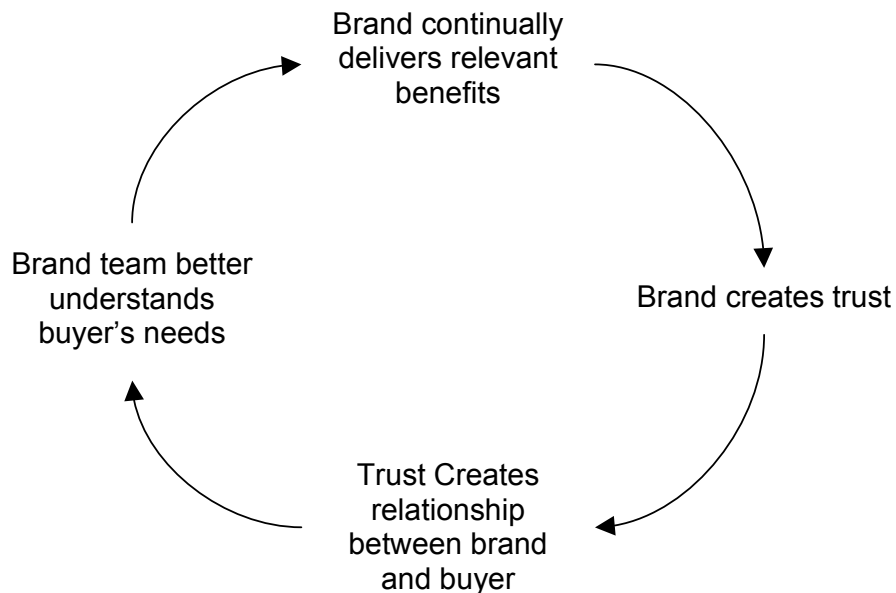 Brand continually
delivers relevant
benefits
Brand creates trust
Trust Creates
relationship
between brand
and buyer
Brand team better
understands
buyer’s needs